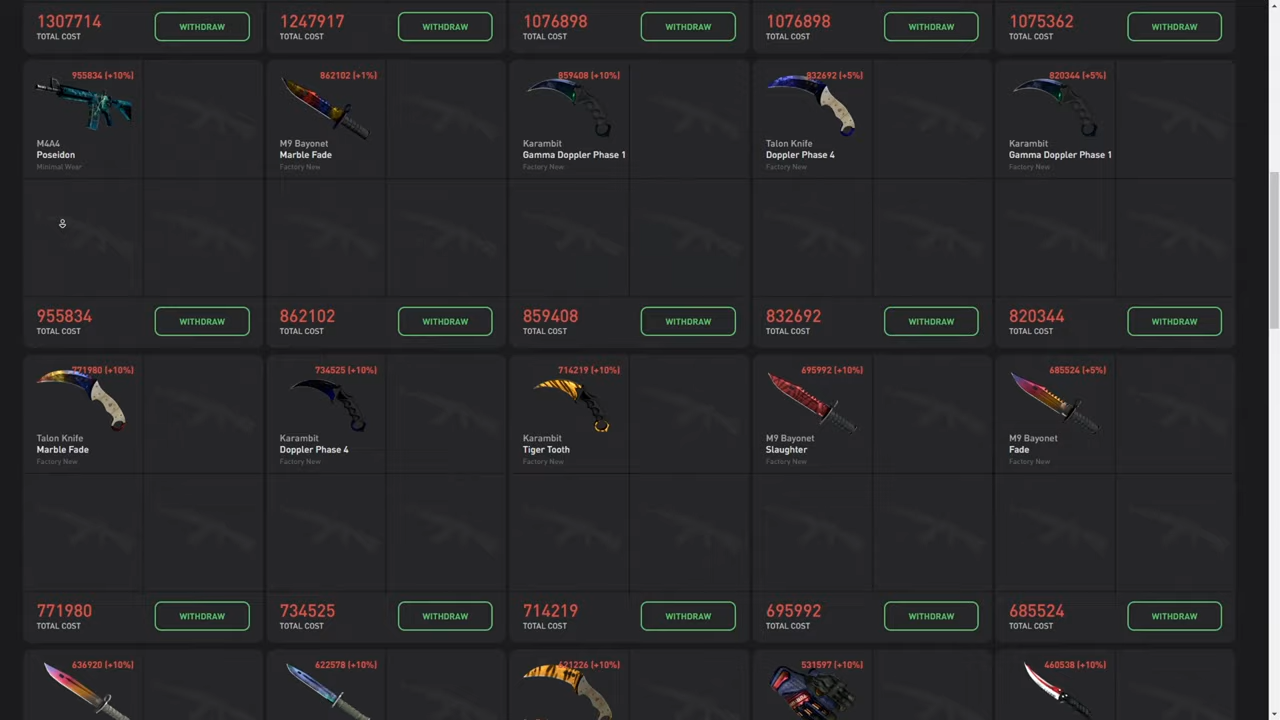 1307714
TOTAL COST
WITHDRAW
1247917
TOTAL COST
WITHDRAW
1076898
TOTAL COST
WITHDRAW
1076898
TOTAL COST
WITHDRAW
1075362
TOTAL COST
WITHDRAW
955834 (+10%)
M4A4
Poseidon
Minimal Wear
955834
TOTAL COST
WITHDRAW
862102 (+1%)
M9 Bayonet
Marble Fade
Factory New
862102
TOTAL COST
WITHDRAW
859408 (+10%)
Karambit
Gamma Doppler Phase 1
Factory New
859408
TOTAL COST
WITHDRAW
832692 (+5%)
Talon Knife
Doppler Phase 4
Factory New
832692
TOTAL COST
WITHDRAW
820344 (+5%)
Karambit
Gamma Doppler Phase 1
Factory New
820344
TOTAL COST
WITHDRAW
771980 (+10%)
Talon Knife
Marble Fade
Factory New
771980
TOTAL COST
WITHDRAW
734525 (+10%)
Karambit
Doppler Phase 4
Factory New
734525
TOTAL COST
WITHDRAW
714219 (+10%)
Karambit
Tiger Tooth
Factory New
714219
TOTAL COST
WITHDRAW
695992 (+10%)
M9 Bayonet
Slaughter
Factory New
695992
TOTAL COST
WITHDRAW
685524 (+5%)
M9 Bayonet
Fade
Factory New
685524
TOTAL COST
WITHDRAW
636920 (+10%)
622578 (+10%)
621226 (+10%)
531597 (+10%)
460538 (+10%)